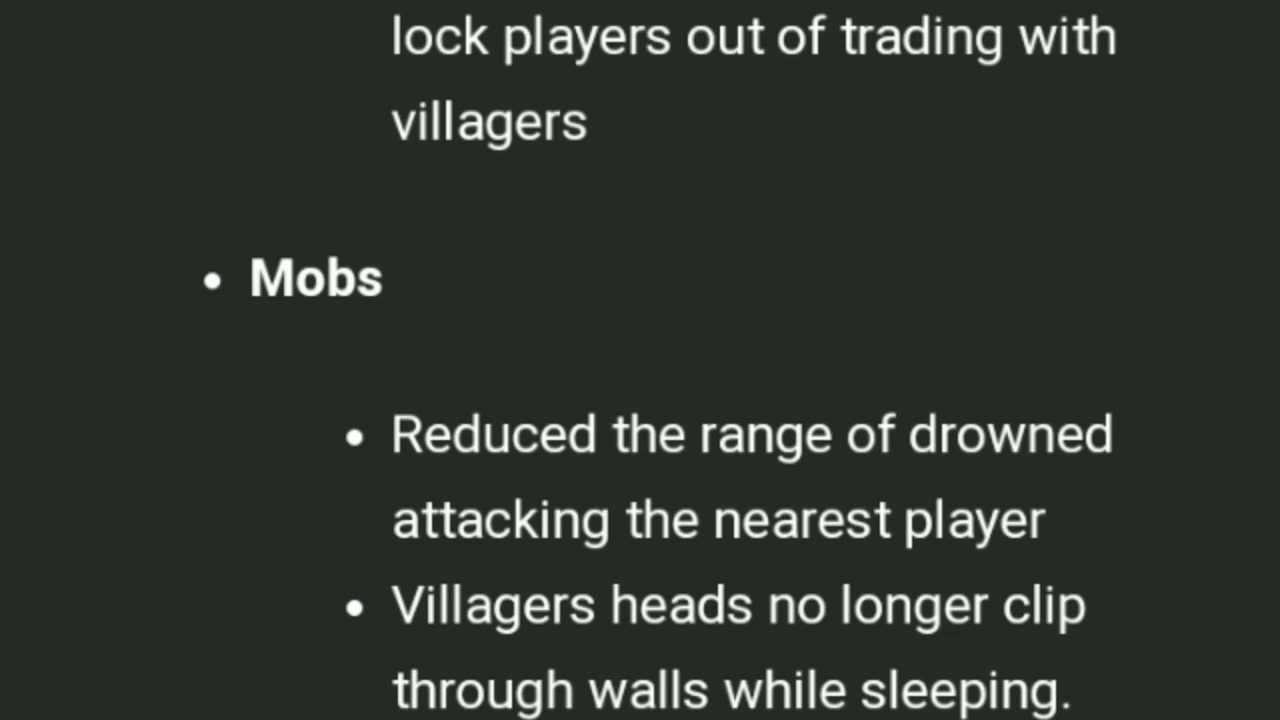 lock players out of trading with
villagers
• Mobs
• Reduced the range of drowned
attacking the nearest player
• Villagers heads no longer clip
through walls while sleeping.